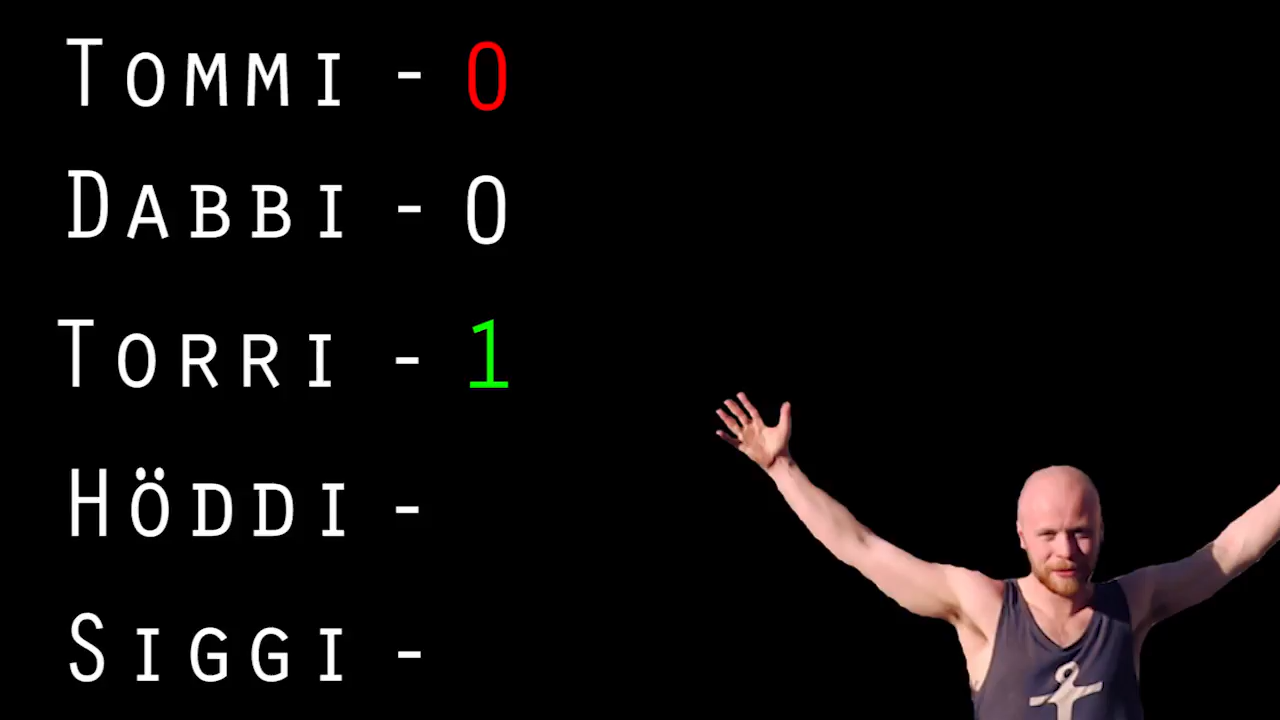 Tommi - 0
Dabbi - 0
Torri - 1
Höddi -
Siggi -